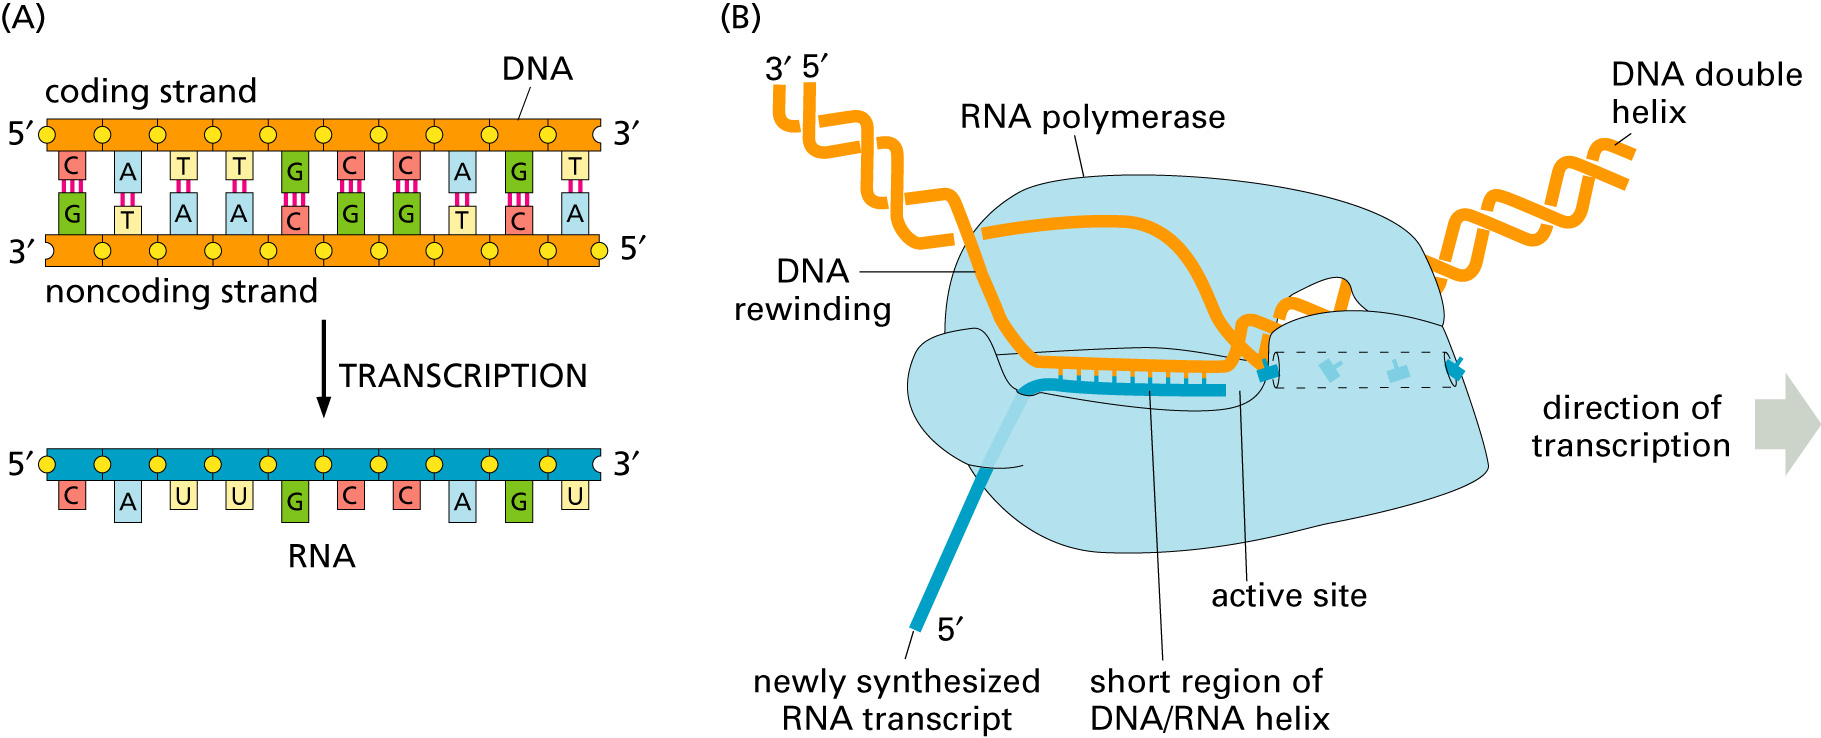 (A)
coding strand
DNA
5′ 3′
C A T T G C C A G T
G T A A C G G T C A
3′ 5′
noncoding strand
TRANSCRIPTION
5′ 3′
C A U U G C C A G U
RNA
(B)
3′ 5′
RNA polymerase
DNA double
helix
DNA
rewinding
direction of
transcription
active site
5′
newly synthesized
RNA transcript
short region of
DNA/RNA helix